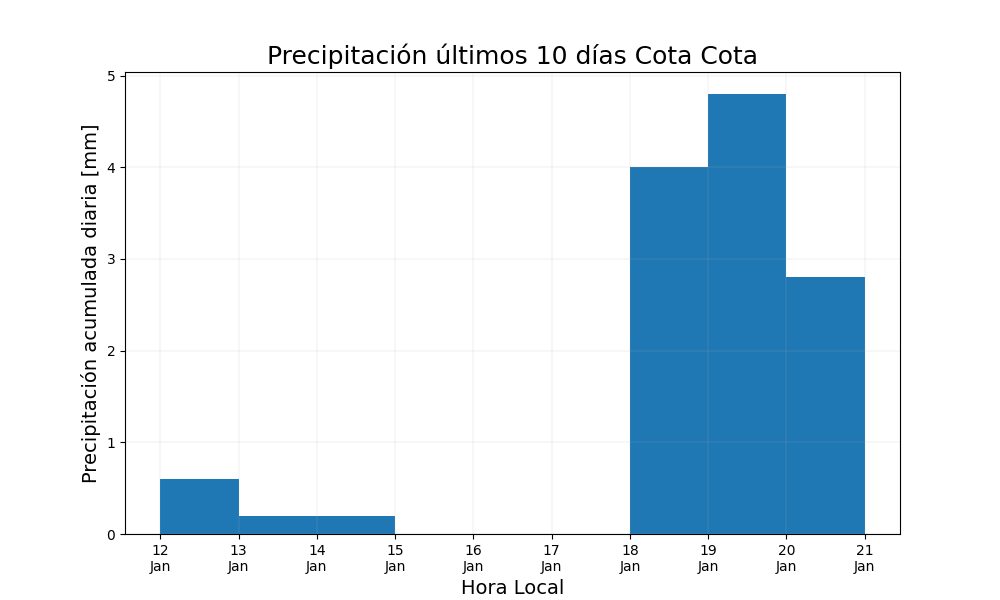 Precipitación últimos 10 días Cota Cota
Precipitación acumulada diaria [mm]
5
4
3
2
1
0
12 13 14 15 16 17 18 19 20 21
Jan Jan Jan Jan Jan Jan Jan Jan Jan Jan
Hora Local